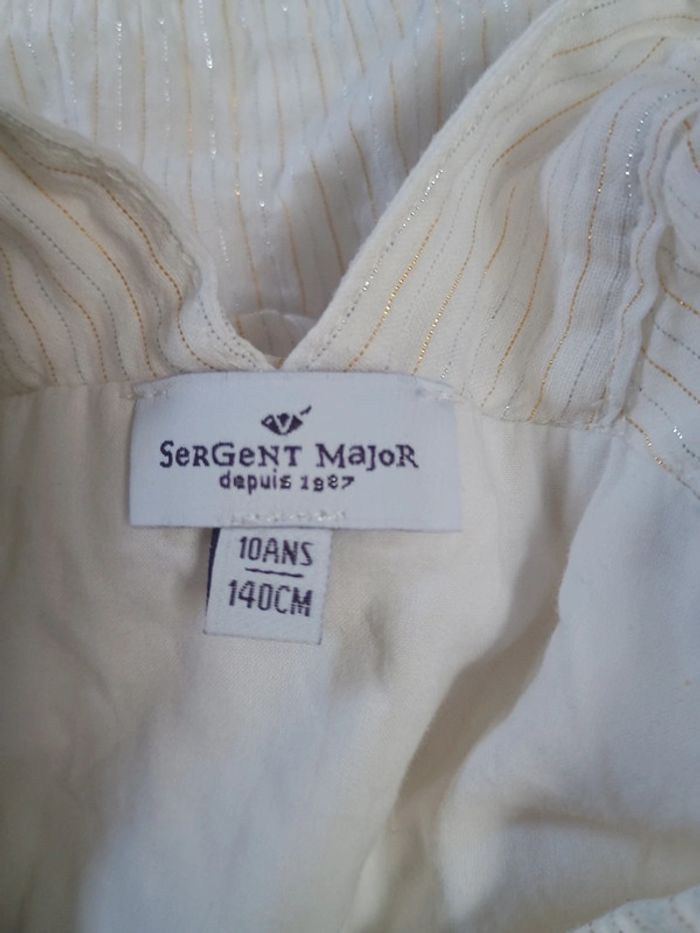 SerGeNT MaJoR
depuis 1987
10ANS
140CM